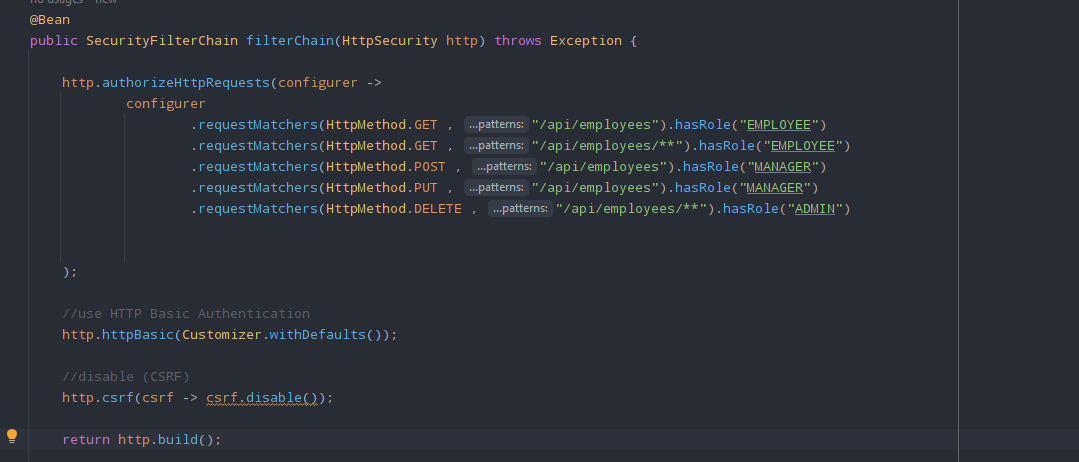 no usages new
@Bean
public SecurityFilterChain filterChain(HttpSecurity http) throws Exception {
http.authorizeHttpRequests(configurer ->
configurer
.requestMatchers(HttpMethod.GET , ...patterns: "/api/employees").hasRole("EMPLOYEE")
.requestMatchers(HttpMethod.GET , ...patterns: "/api/employees/**").hasRole("EMPLOYEE")
.requestMatchers(HttpMethod.POST , ...patterns: "/api/employees").hasRole("MANAGER")
.requestMatchers(HttpMethod.PUT , ...patterns: "/api/employees").hasRole("MANAGER")
.requestMatchers(HttpMethod.DELETE , ...patterns: "/api/employees/**").hasRole("ADMIN")
);
//use HTTP Basic Authentication
http.httpBasic(Customizer.withDefaults());
//disable (CSRF)
http.csrf(csrf -> csrf.disable());
return http.build();